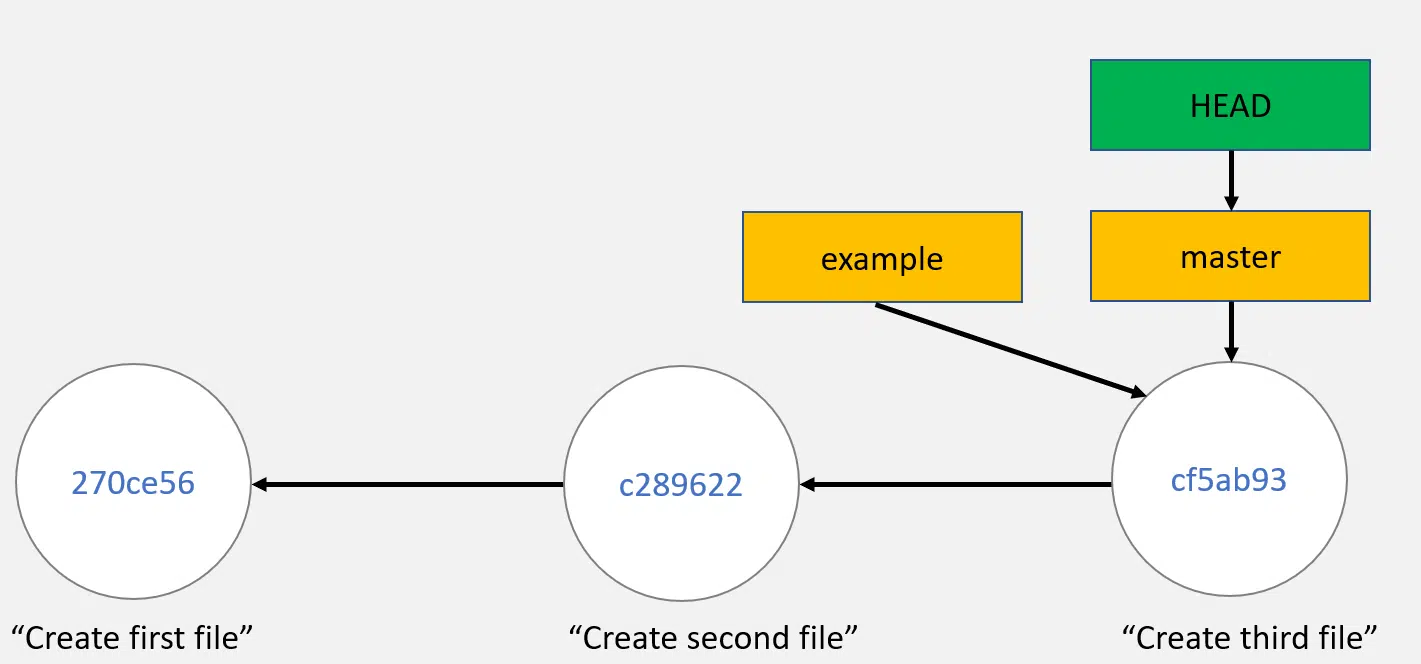 HEAD
example
master
270ce56
c289622
cf5ab93
“Create first file”
“Create second file”
“Create third file”